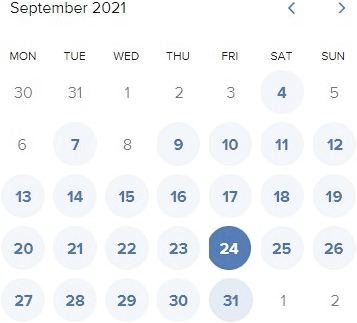 September 2021
MON TUE WED THU FRI SAT SUN
30 31 1 2 3 4 5
6 7 8 9 10 11 12
13 14 15 16 17 18 19
20 21 22 23 24 25 26
27 28 29 30 31 1 2